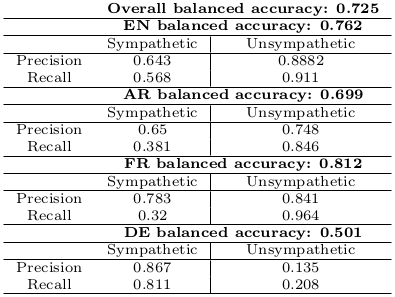 Overall balanced accuracy: 0.725
EN balanced accuracy: 0.762
Sympathetic Unsympathetic
Precision 0.643 0.8882
Recall 0.568 0.911
AR balanced accuracy: 0.699
Sympathetic Unsympathetic
Precision 0.65 0.748
Recall 0.381 0.846
FR balanced accuracy: 0.812
Sympathetic Unsympathetic
Precision 0.783 0.841
Recall 0.32 0.964
DE balanced accuracy: 0.501
Sympathetic Unsympathetic
Precision 0.867 0.135
Recall 0.811 0.208